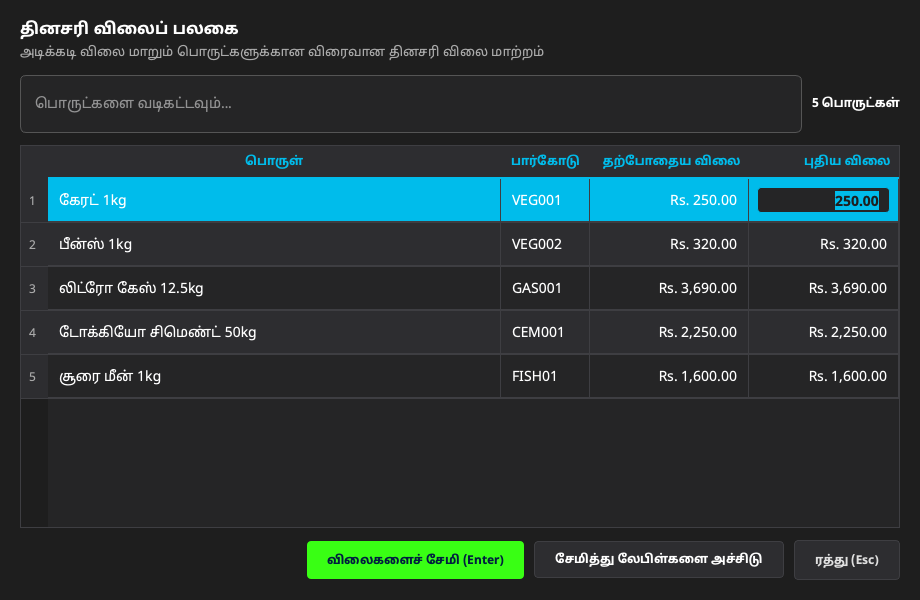 தினசரி விலைப் பலகை
அடிக்கடி விலை மாறும் பொருட்களுக்கான விரைவான தினசரி விலை மாற்றம்
பொருட்களை வடிகட்டவும்... 5 பொருட்கள்
பொருள் பார்கோடு தற்போதைய விலை புதிய விலை
1 கேரட் 1kg VEG001 Rs. 250.00 250.00
2 பீன்ஸ் 1kg VEG002 Rs. 320.00 Rs. 320.00
3 லிட்ரோ கேஸ் 12.5kg GAS001 Rs. 3,690.00 Rs. 3,690.00
4 டோக்கியோ சிமெண்ட் 50kg CEM001 Rs. 2,250.00 Rs. 2,250.00
5 சூரை மீன் 1kg FISH01 Rs. 1,600.00 Rs. 1,600.00
விலைகளைச் சேமி (Enter) சேமித்து லேபிள்களை அச்சிடு ரத்து (Esc)